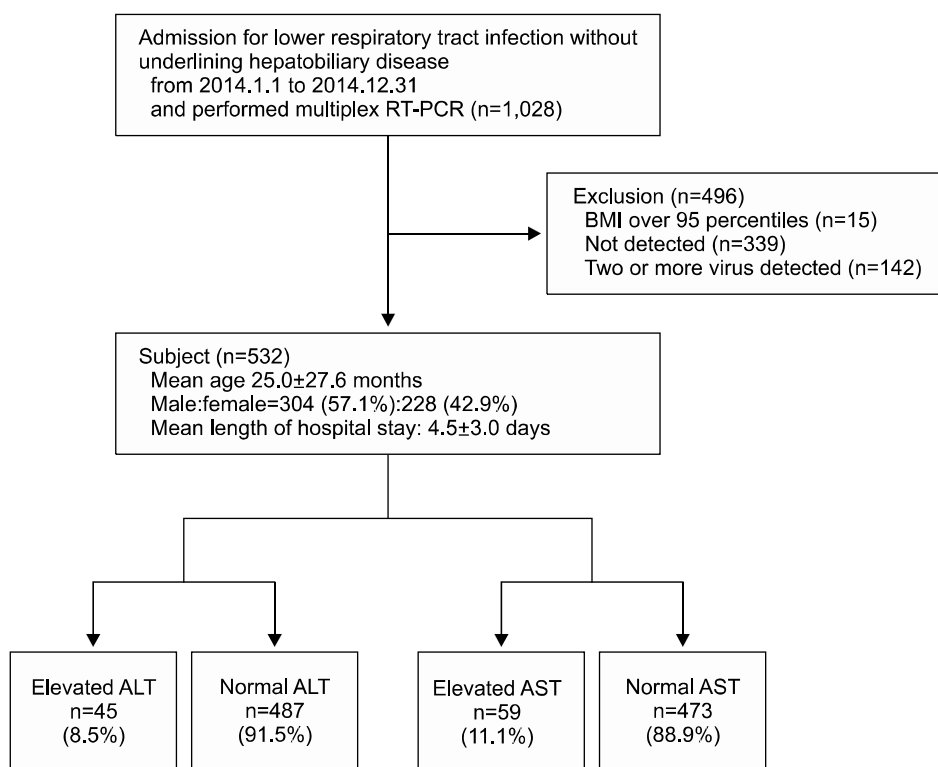 Admission for lower respiratory tract infection without
underlining hepatobiliary disease
from 2014.1.1 to 2014.12.31
and performed multiplex RT-PCR (n=1,028)
Exclusion (n=496)
BMI over 95 percentiles (n=15)
Not detected (n=339)
Two or more virus detected (n=142)
Subject (n=532)
Mean age 25.0±27.6 months
Male:female=304 (57.1%):228 (42.9%)
Mean length of hospital stay: 4.5±3.0 days
Elevated ALT
n=45
(8.5%)
Normal ALT
n=487
(91.5%)
Elevated AST
n=59
(11.1%)
Normal AST
n=473
(88.9%)